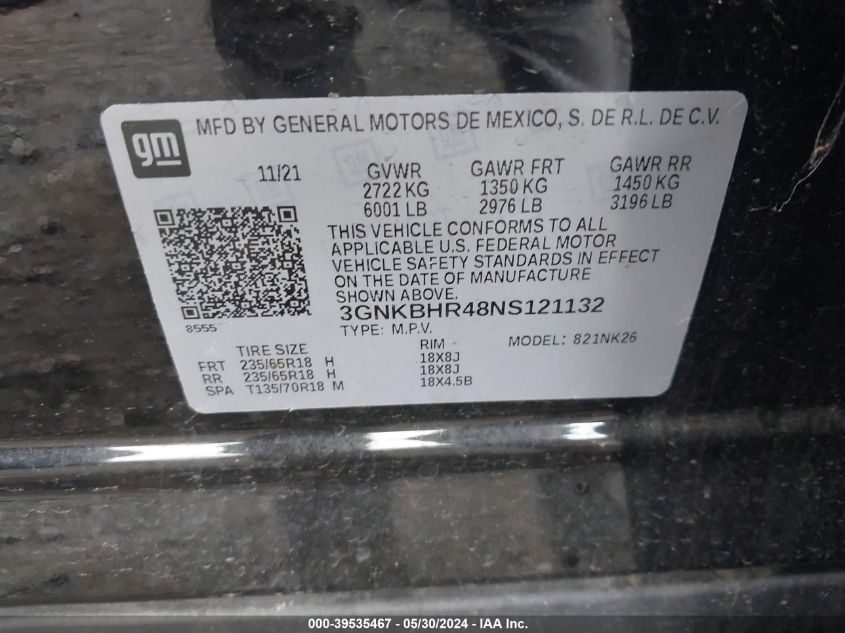 gm
MFD BY GENERAL MOTORS DE MEXICO, S. DE R.L. DE C.V.
11/21 GVWR GAWR FRT GAWR RR
2722 KG 1350 KG 1450 KG
6001 LB 2976 LB 3196 LB
THIS VEHICLE CONFORMS TO ALL
APPLICABLE U.S. FEDERAL MOTOR
VEHICLE SAFETY STANDARDS IN EFFECT
ON THE DATE OF MANUFACTURE
SHOWN ABOVE.
3GNKBHR48NS121132
8555 TYPE: M.P.V. MODEL: 821NK26
TIRE SIZE RIM
FRT 235/65R18 H 18X8J
RR 235/65R18 H 18X8J
SPA T135/70R18 M 18X4.5B
000-39535467 - 05/30/2024 - IAA Inc.